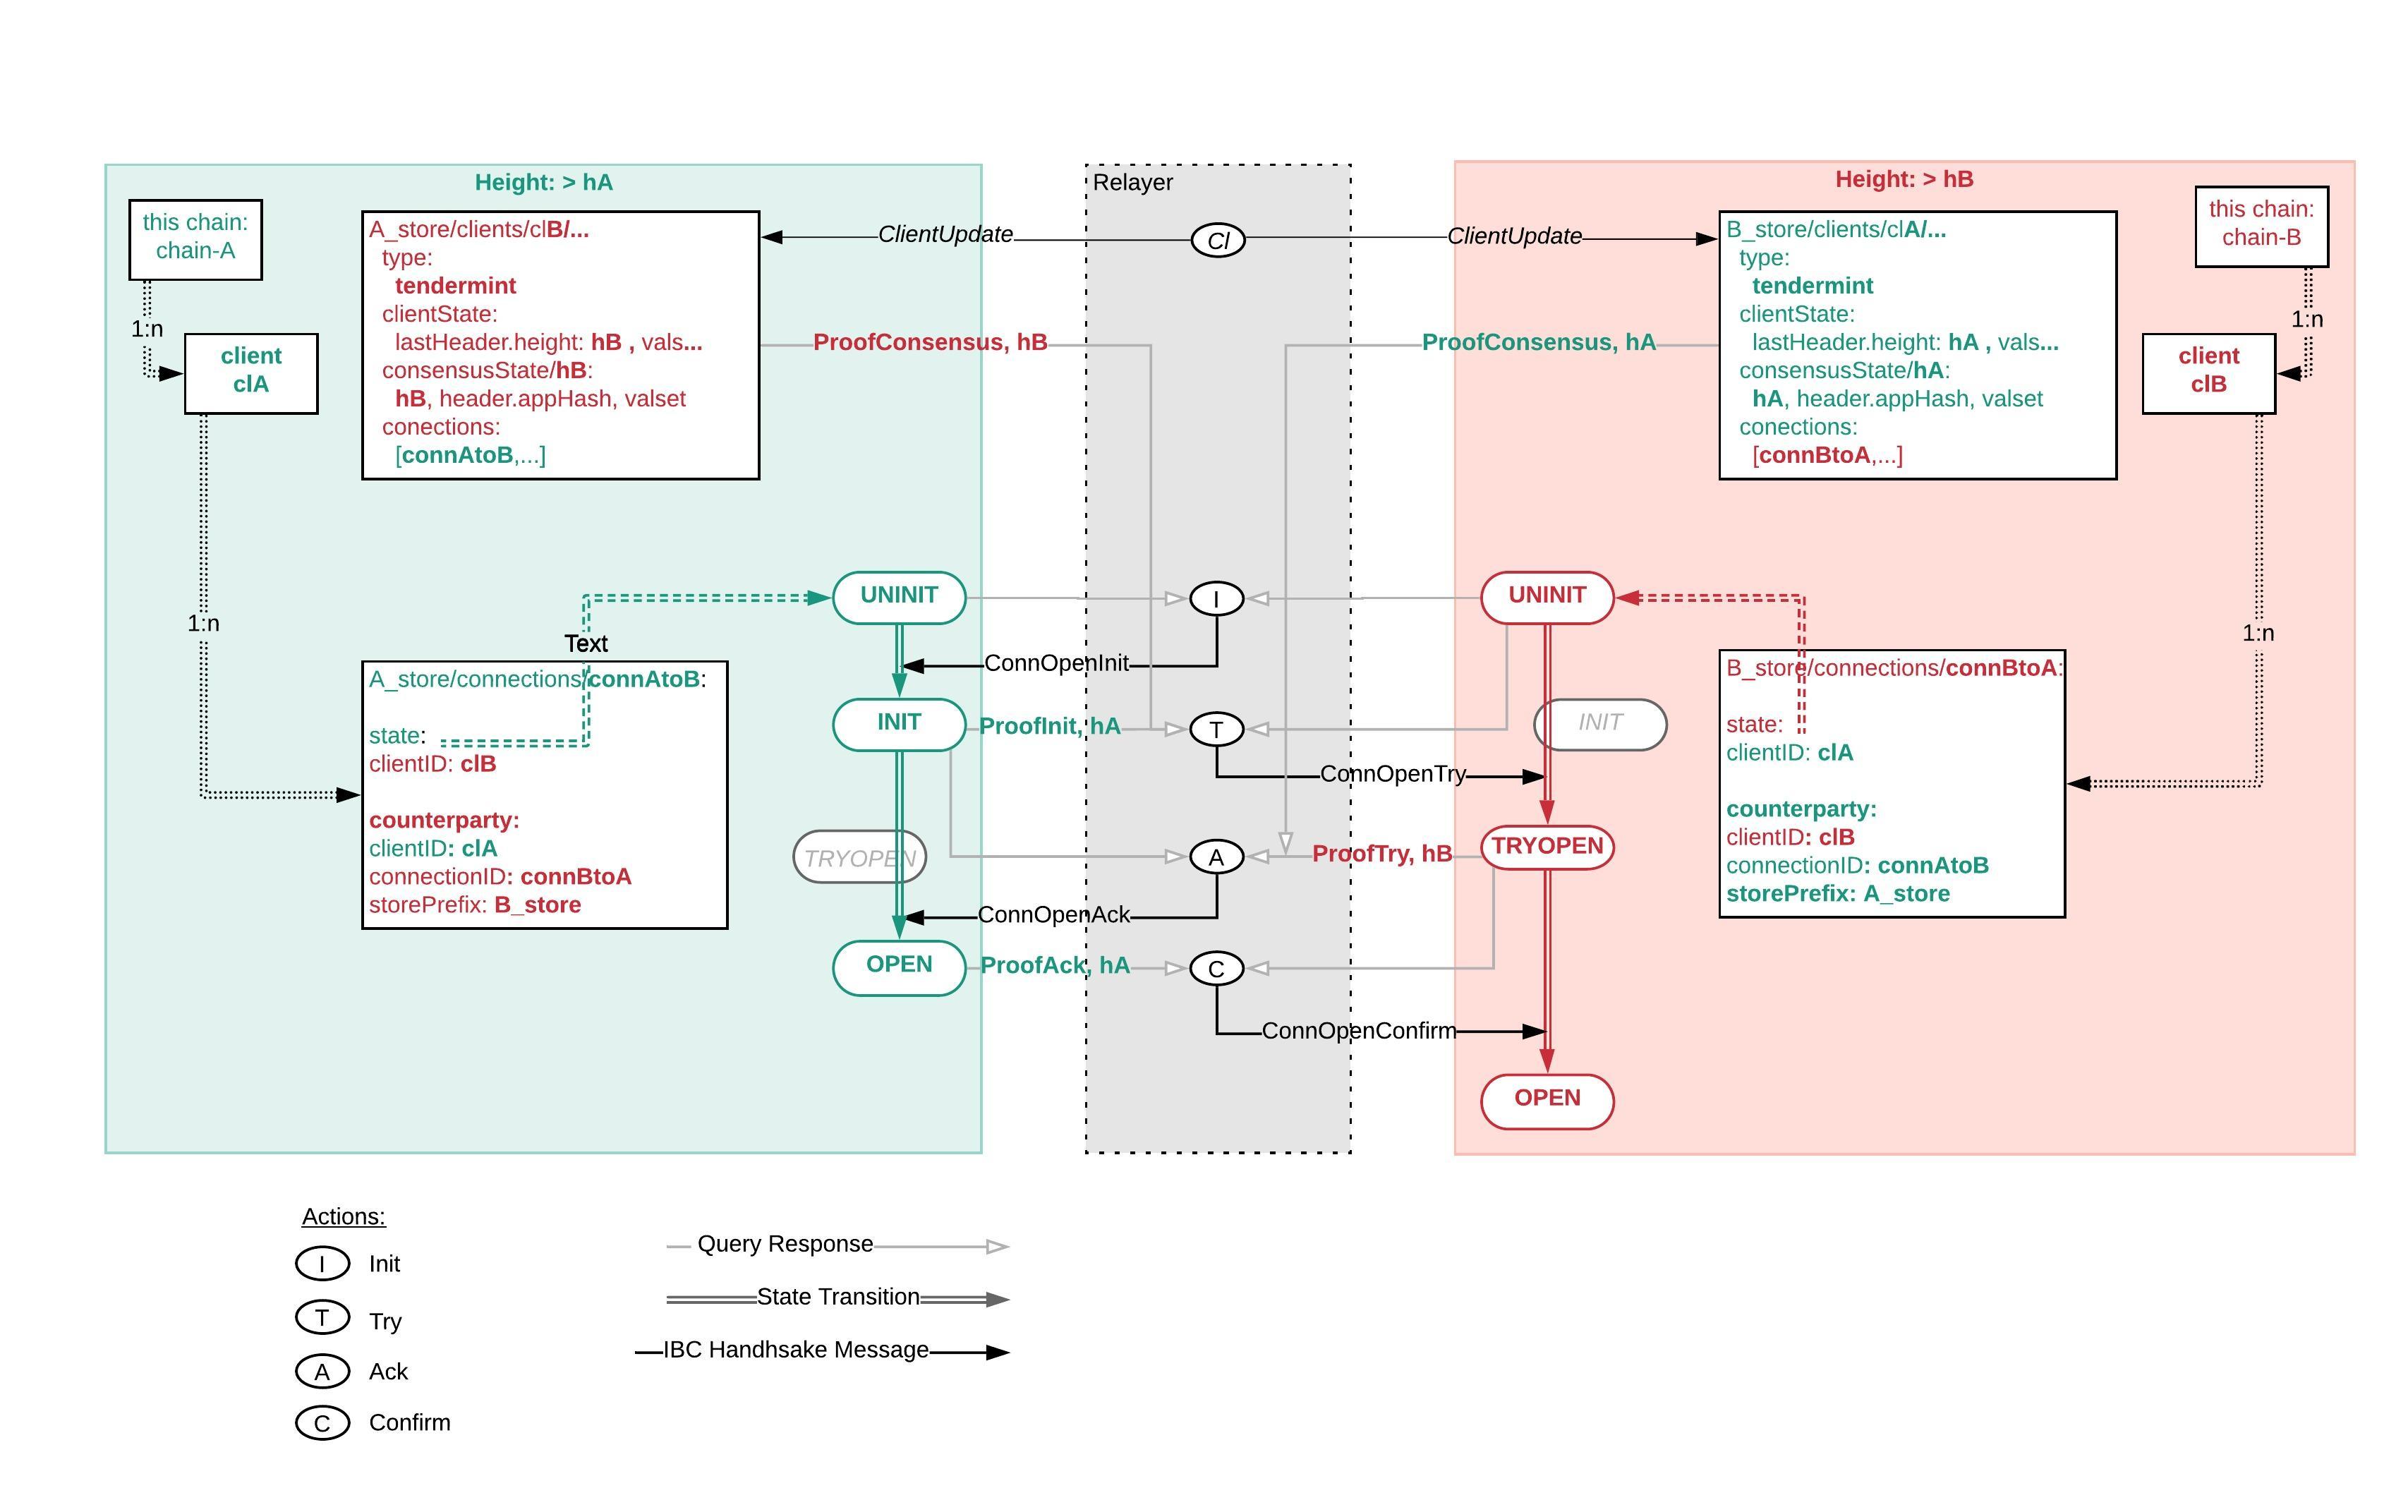 Height: > hA
this chain:
chain-A
1:n
client
clA
1:n
A_store/clients/clB/...
type:
tendermint
clientState:
lastHeader.height: hB , vals...
consensusState/hB:
hB, header.appHash, valset
conections:
[connAtoB,...]
Text
A_store/connections/connAtoB:
state:
clientID: clB
counterparty:
clientID: clA
connectionID: connBtoA
storePrefix: B_store
UNINIT
INIT
TRYOPEN
OPEN
Relayer
Cl
ClientUpdate
ClientUpdate
ProofConsensus, hB
ProofConsensus, hA
I
ConnOpenInit
ProofInit, hA
T
ConnOpenTry
A
ProofTry, hB
ConnOpenAck
ProofAck, hA
C
ConnOpenConfirm
Height: > hB
this chain:
chain-B
1:n
client
clB
1:n
B_store/clients/clA/...
type:
tendermint
clientState:
lastHeader.height: hA , vals...
consensusState/hA:
hA, header.appHash, valset
conections:
[connBtoA,...]
UNINIT
INIT
TRYOPEN
OPEN
B_store/connections/connBtoA:
state:
clientID: clA
counterparty:
clientID: clB
connectionID: connAtoB
storePrefix: A_store
Actions:
I Init
T Try
A Ack
C Confirm
Query Response
State Transition
IBC Handhsake Message